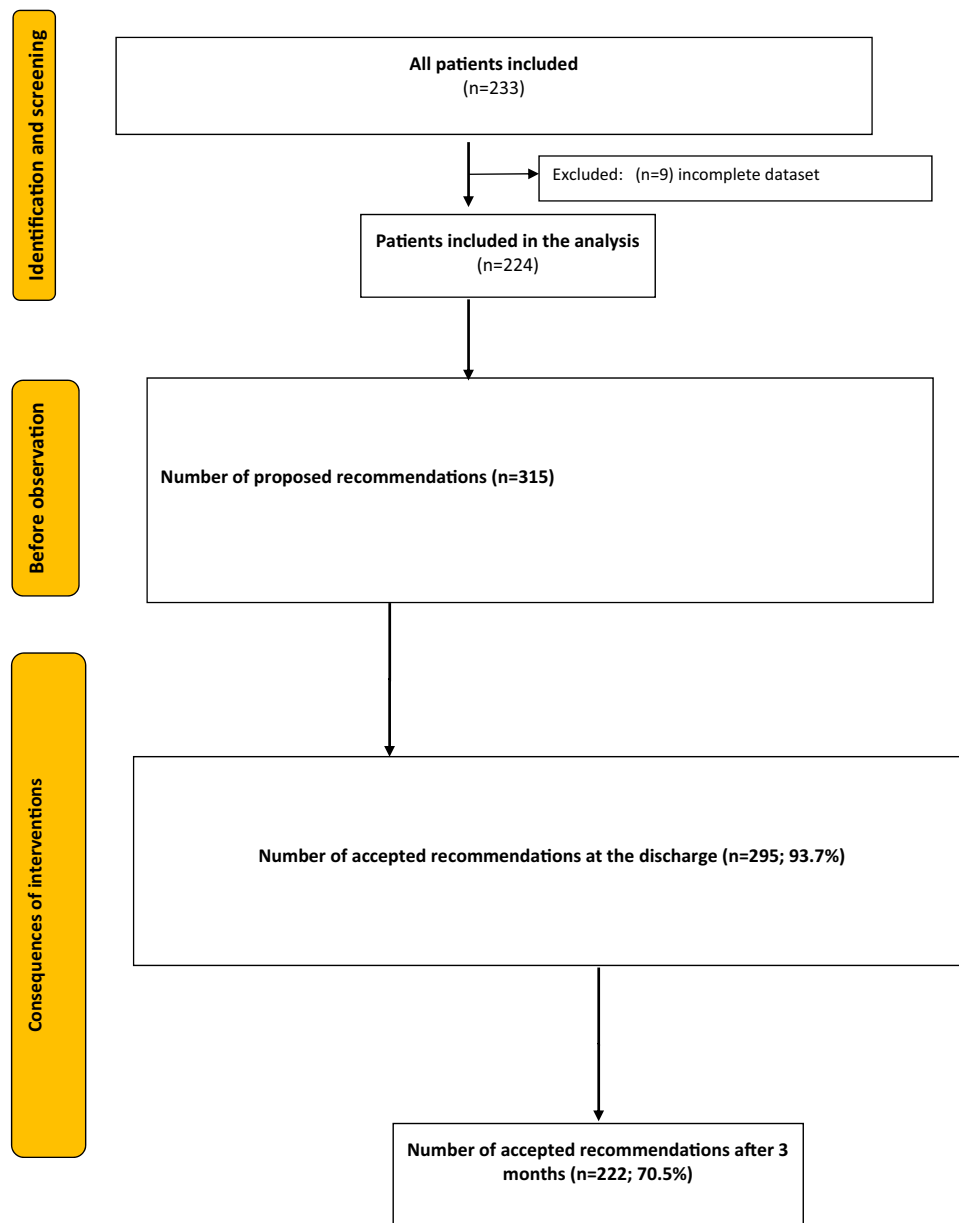 Identification and screening
All patients included
(n=233)
Excluded: (n=9) incomplete dataset
Patients included in the analysis
(n=224)
Before observation
Number of proposed recommendations (n=315)
Consequences of interventions
Number of accepted recommendations at the discharge (n=295; 93.7%)
Number of accepted recommendations after 3
months (n=222; 70.5%)